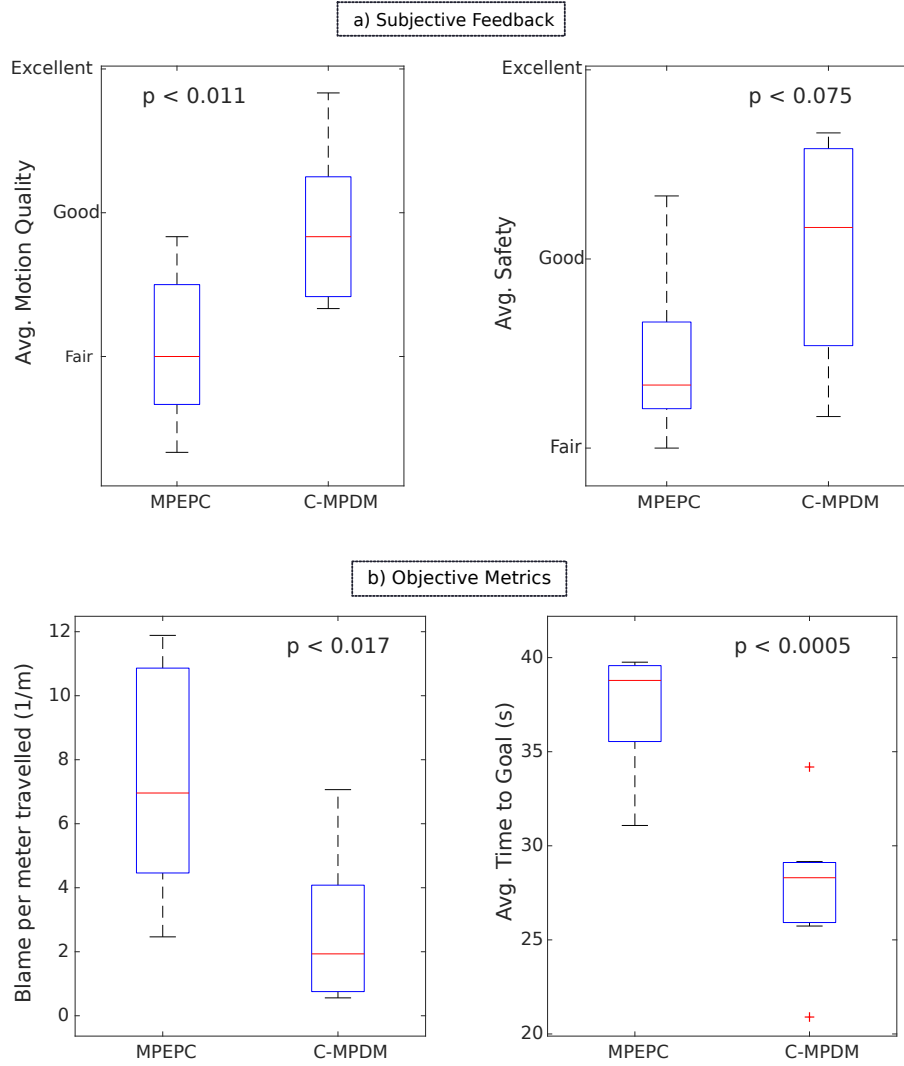 a) Subjective Feedback
Avg. Motion Quality
Excellent
Good
Fair
p < 0.011
MPEPC
C-MPDM
Avg. Safety
Excellent
Good
Fair
p < 0.075
MPEPC
C-MPDM
b) Objective Metrics
Blame per meter travelled (1/m)
12
10
8
6
4
2
0
p < 0.017
MPEPC
C-MPDM
Avg. Time to Goal (s)
40
35
30
25
20
p < 0.0005
MPEPC
C-MPDM